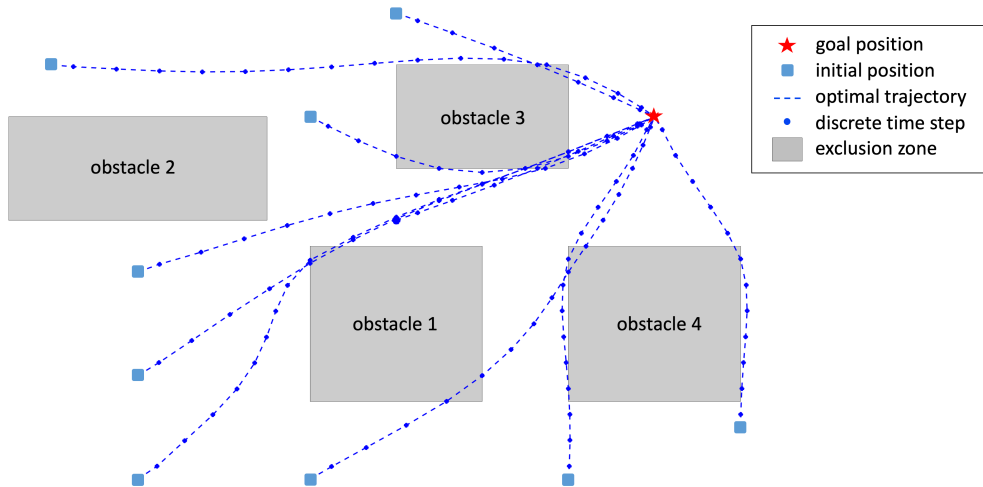 goal position
initial position
optimal trajectory
discrete time step
exclusion zone
obstacle 3
obstacle 2
obstacle 1
obstacle 4